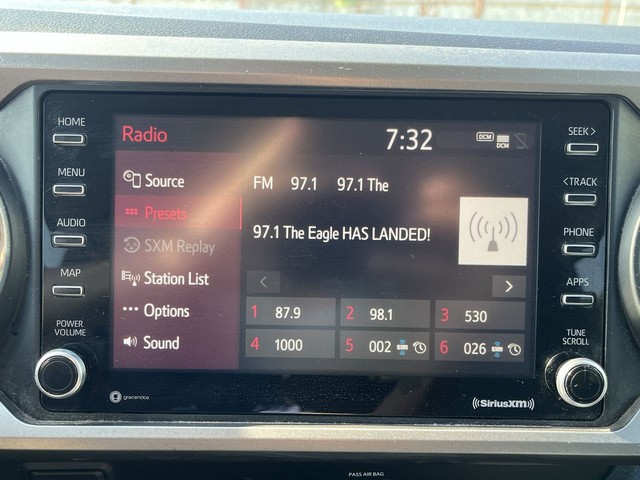 HOME
MENU
AUDIO
MAP
POWER
VOLUME
Radio
7:32
DCM
DCM
Source
Presets
SXM Replay
Station List
Options
Sound
FM 97.1 97.1 The
97.1 The Eagle HAS LANDED!
1 87.9 2 98.1 3 530
4 1000 5 002 6 026
SEEK >
< TRACK
PHONE
APPS
TUNE
SCROLL
gracenote
((SiriusXM))
PASS AIR BAG